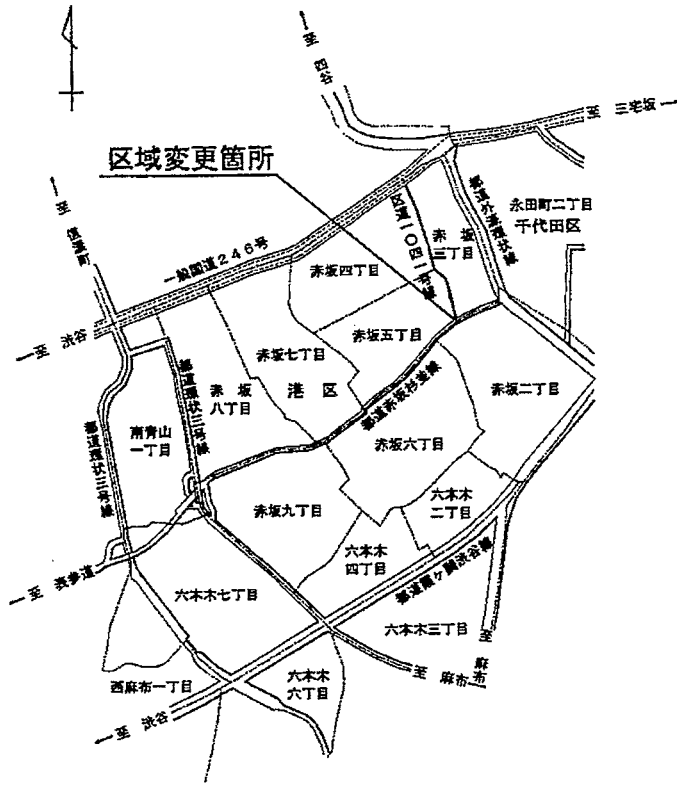 至 四谷
至 三宅坂
区域変更箇所
至 信濃町
都道外濠環状線
永田町二丁目
千代田区
区道一〇四一号線
赤坂
三丁目
一般国道246号
赤坂四丁目
至 渋谷
赤坂七丁目
赤坂五丁目
赤坂
八丁目
港区
都道赤坂杉並線
赤坂二丁目
都道環状三号線
都道環状三号線
南青山
一丁目
赤坂六丁目
赤坂九丁目
六本木
二丁目
六本木
四丁目
都道霞ヶ関渋谷線
至 表参道
六本木七丁目
六本木三丁目
至 麻布
至 麻布
西麻布一丁目
六本木
六丁目
至 渋谷